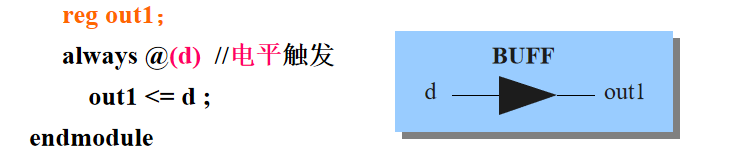 reg out1；
always @(d)  //电平触发
out1 <= d ;
endmodule
BUFF
d
out1